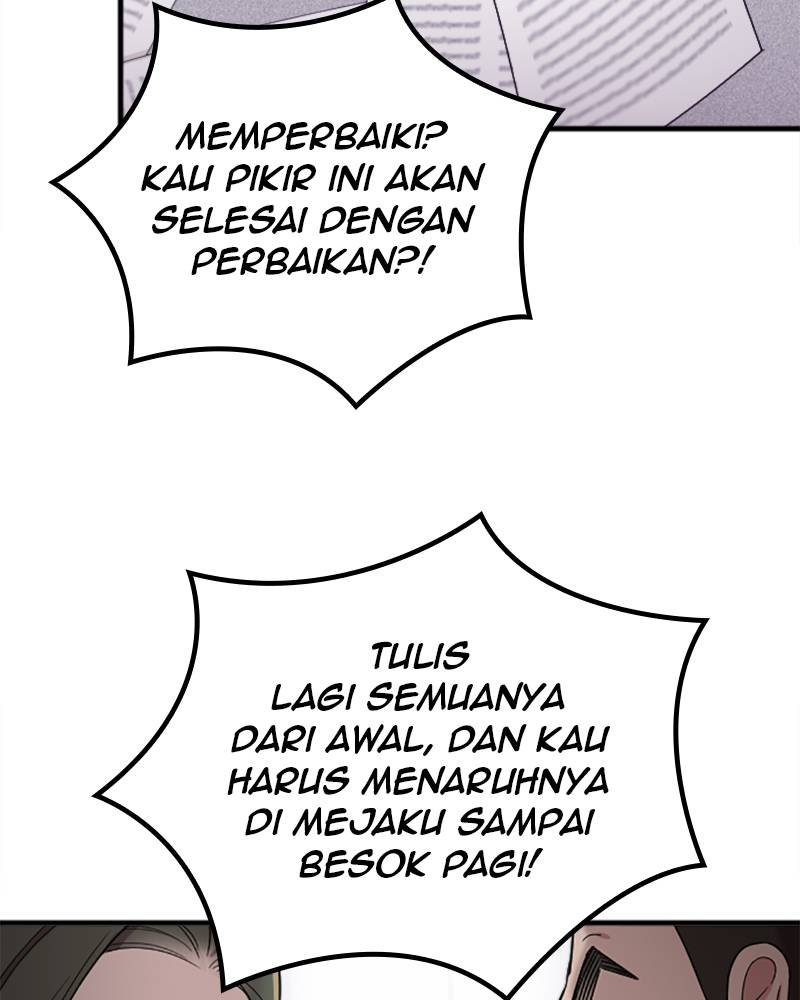 MEMPERBAIKI?
KAU PIKIR INI AKAN
SELESAI DENGAN
PERBAIKAN?!
TULIS
LAGI SEMUANYA
DARI AWAL, DAN KAU
HARUS MENARUHNYA
DI MEJAKU SAMPAI
BESOK PAGI!